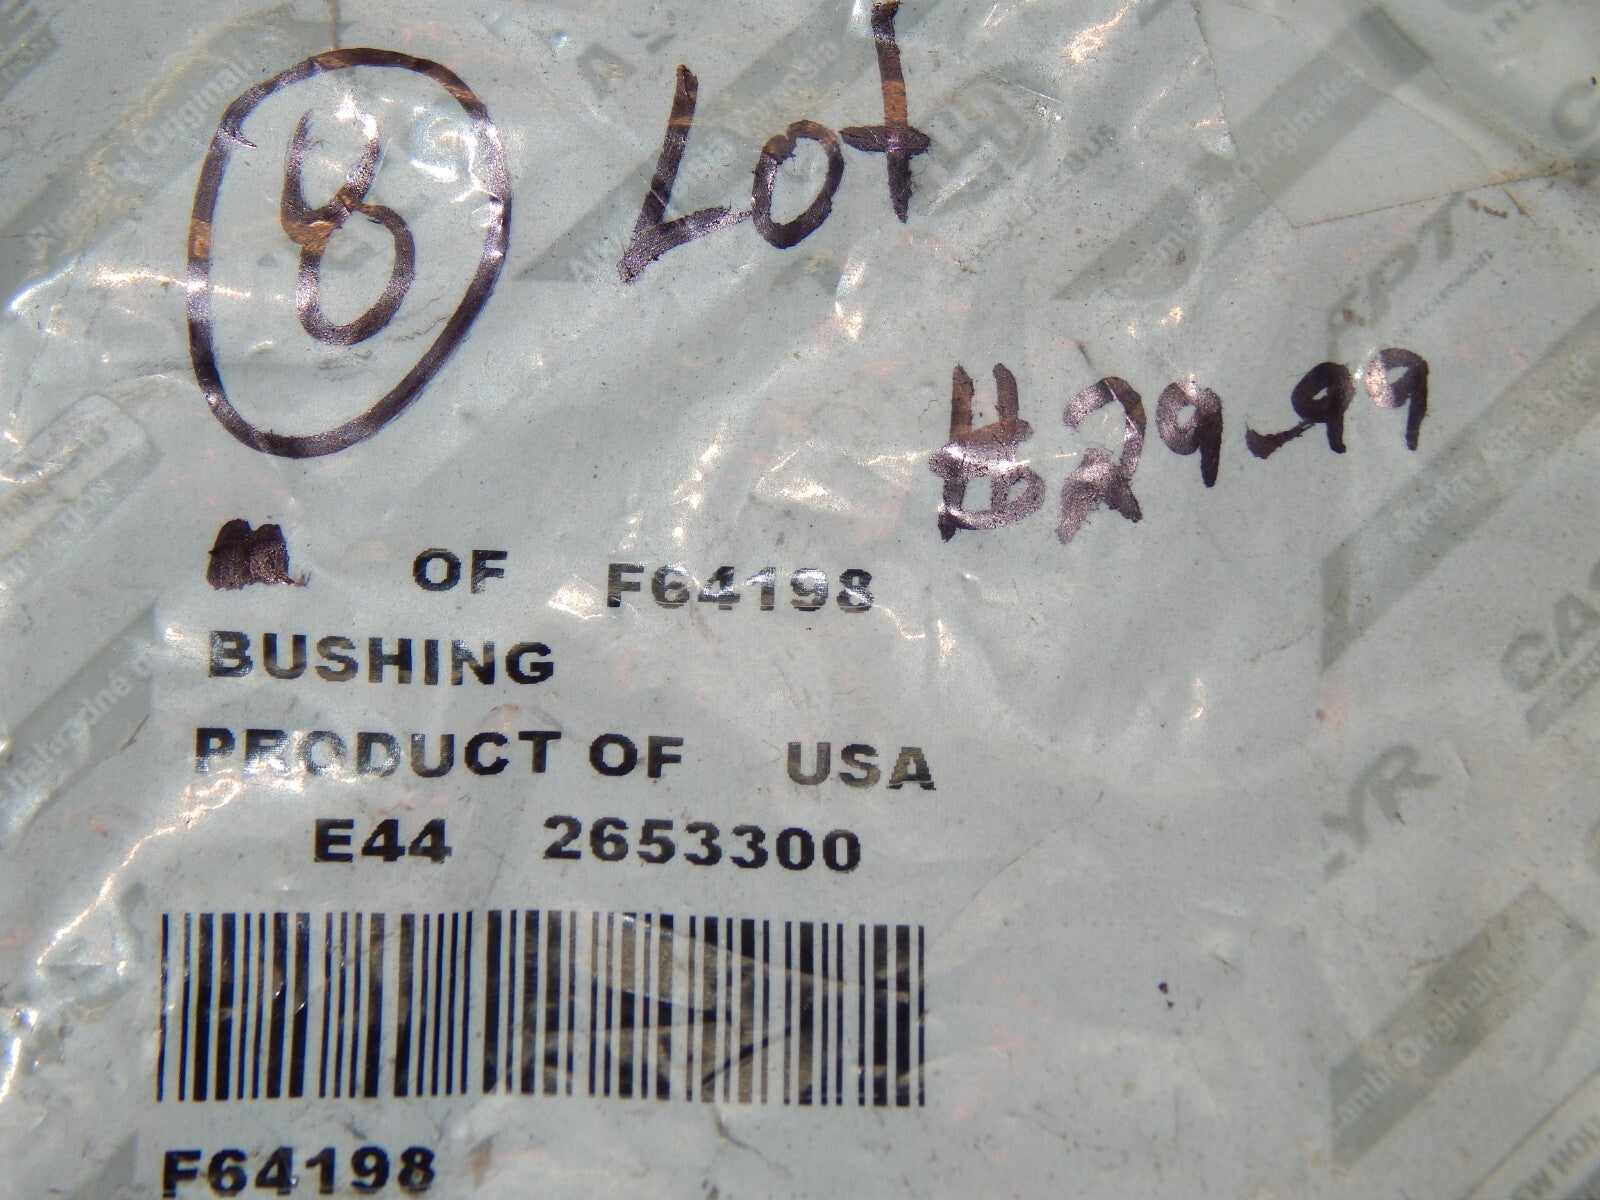 8 Lot
$29.99
OF F64198
BUSHING
PRODUCT OF USA
E44 2653300
F64198